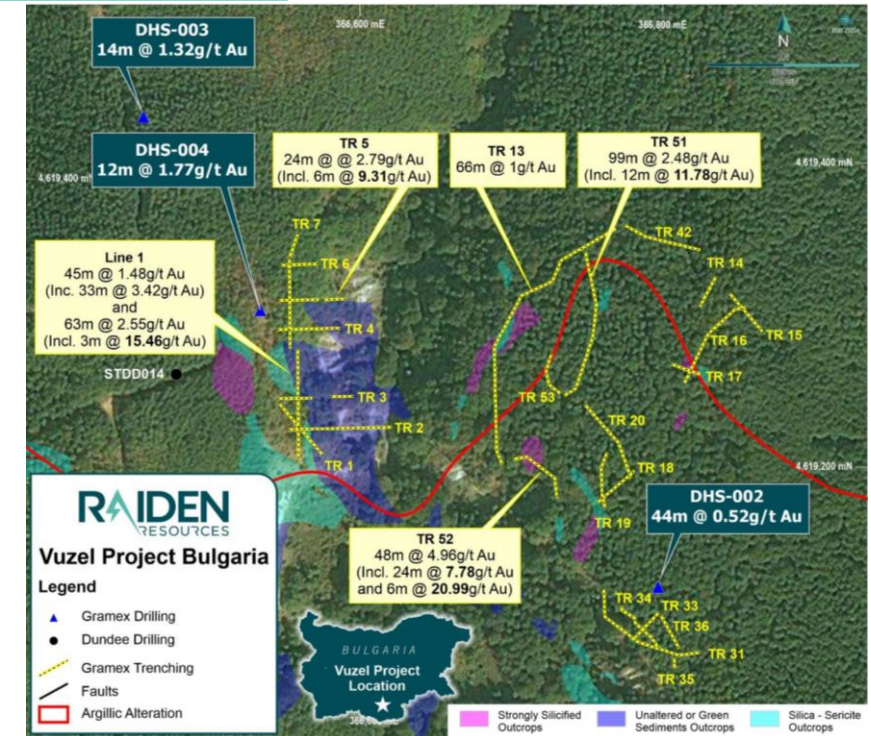 366,600 mE
366,800 mE
N
DHS-003
14m @ 1.32g/t Au
DHS-004
12m @ 1.77g/t Au
TR 5
24m @ @ 2.79g/t Au
(Incl. 6m @ 9.31g/t Au)
TR 13
66m @ 1g/t Au
TR 51
99m @ 2.48g/t Au
(Incl. 12m @ 11.78g/t Au)
4,619,400 mN
4,619,400 mN
TR 7
TR 6
TR 42
TR 14
Line 1
45m @ 1.48g/t Au
(Inc. 33m @ 3.42g/t Au)
and
63m @ 2.55g/t Au
(Incl. 3m @ 15.46g/t Au)
TR 4
TR 15
TR 16
STDD014
TR 17
TR 3
TR 53
TR 2
TR 20
TR 1
TR 18
4,619,200 mN
TR 19
DHS-002
44m @ 0.52g/t Au
TR 52
48m @ 4.96g/t Au
(Incl. 24m @ 7.78g/t Au
and 6m @ 20.99g/t Au)
TR 34
TR 33
TR 36
TR 31
TR 35
RAIDEN
RESOURCES
Vuzel Project Bulgaria
Legend
Gramex Drilling
Dundee Drilling
Gramex Trenching
Faults
Argillic Alteration
BULGARIA
Vuzel Project
Location
Strongly Silicified
Outcrops
Unaltered or Green
Sediments Outcrops
Silica - Sericite
Outcrops